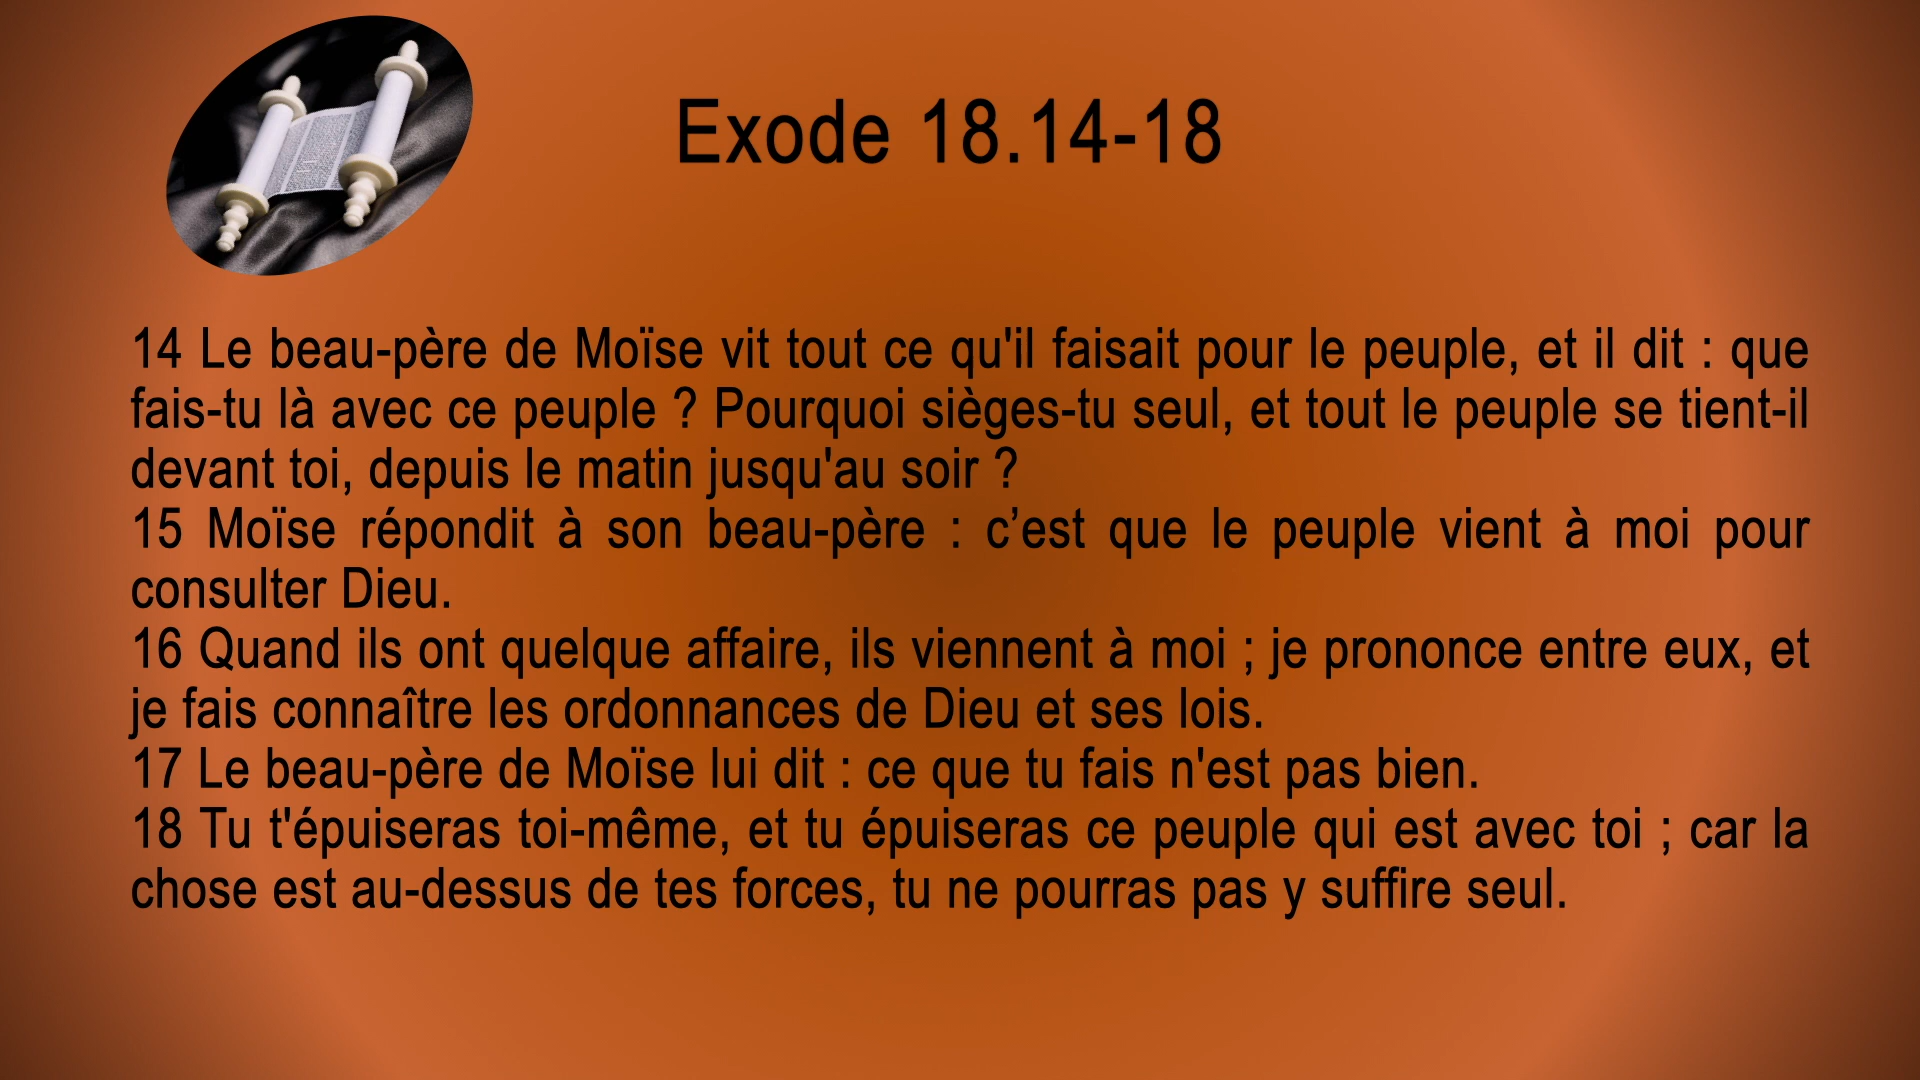 Exode 18.14-18
14 Le beau-père de Moïse vit tout ce qu'il faisait pour le peuple, et il dit : que
fais-tu là avec ce peuple ? Pourquoi sièges-tu seul, et tout le peuple se tient-il
devant toi, depuis le matin jusqu'au soir ?
15 Moïse répondit à son beau-père : c’est que le peuple vient à moi pour
consulter Dieu.
16 Quand ils ont quelque affaire, ils viennent à moi ; je prononce entre eux, et
je fais connaître les ordonnances de Dieu et ses lois.
17 Le beau-père de Moïse lui dit : ce que tu fais n'est pas bien.
18 Tu t'épuiseras toi-même, et tu épuiseras ce peuple qui est avec toi ; car la
chose est au-dessus de tes forces, tu ne pourras pas y suffire seul.